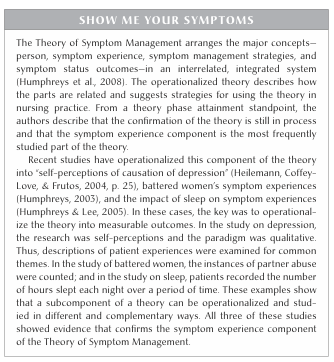 SHOW ME YOUR SYMPTOMS
The Theory of Symptom Management arranges the major concepts—
person, symptom experience, symptom management strategies, and
symptom status outcomes—in an interrelated, integrated system
(Humphreys et al., 2008). The operationalized theory describes how
the parts are related and suggests strategies for using the theory in
nursing practice. From a theory phase attainment standpoint, the
authors describe that the confirmation of the theory is still in process
and that the symptom experience component is the most frequently
studied part of the theory.
Recent studies have operationalized this component of the theory
into "self-perceptions of causation of depression" (Heilemann, Coffey-
Love, & Frutos, 2004, p. 25), battered women's symptom experiences
(Humphreys, 2003), and the impact of sleep on symptom experiences
(Humphreys & Lee, 2005). In these cases, the key was to operational-
ize the theory into measurable outcomes. In the study on depression,
the research was self-perceptions and the paradigm was qualitative.
Thus, descriptions of patient experiences were examined for common
themes. In the study of battered women, the instances of partner abuse
were counted; and in the study on sleep, patients recorded the number
of hours slept each night over a period of time. These examples show
that a subcomponent of a theory can be operationalized and stud-
ied in different and complementary ways. All three of these studies
showed evidence that confirms the symptom experience component
of the Theory of Symptom Management.